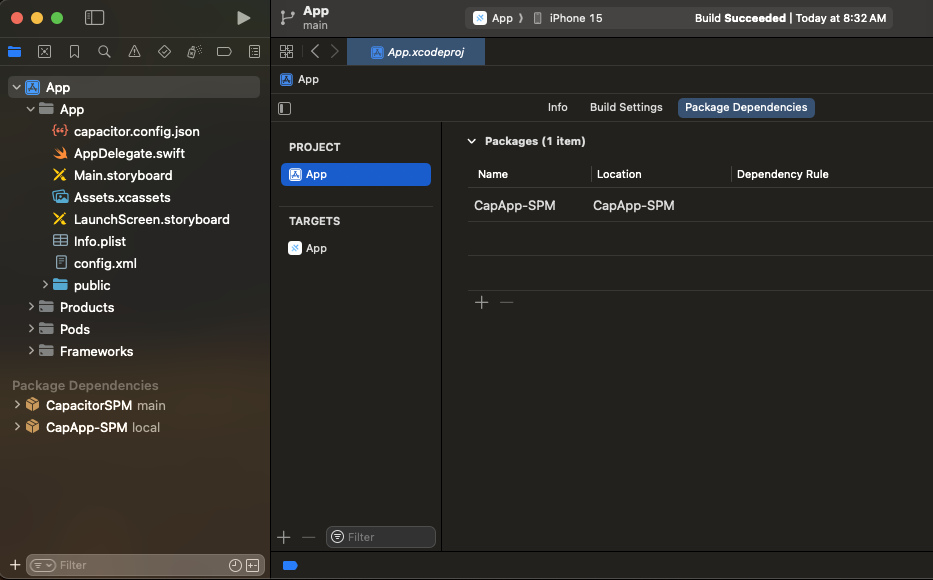 App
main
App
iPhone 15
Build Succeeded | Today at 8:32 AM
App.xcodeproj
App
Info
Build Settings
Package Dependencies
App
App
capacitor.config.json
AppDelegate.swift
Main.storyboard
Assets.xcassets
LaunchScreen.storyboard
Info.plist
config.xml
public
Products
Pods
Frameworks
Package Dependencies
CapacitorSPM main
CapApp-SPM local
Filter
PROJECT
App
TARGETS
App
Filter
Packages (1 item)
Name Location Dependency Rule
CapApp-SPM CapApp-SPM